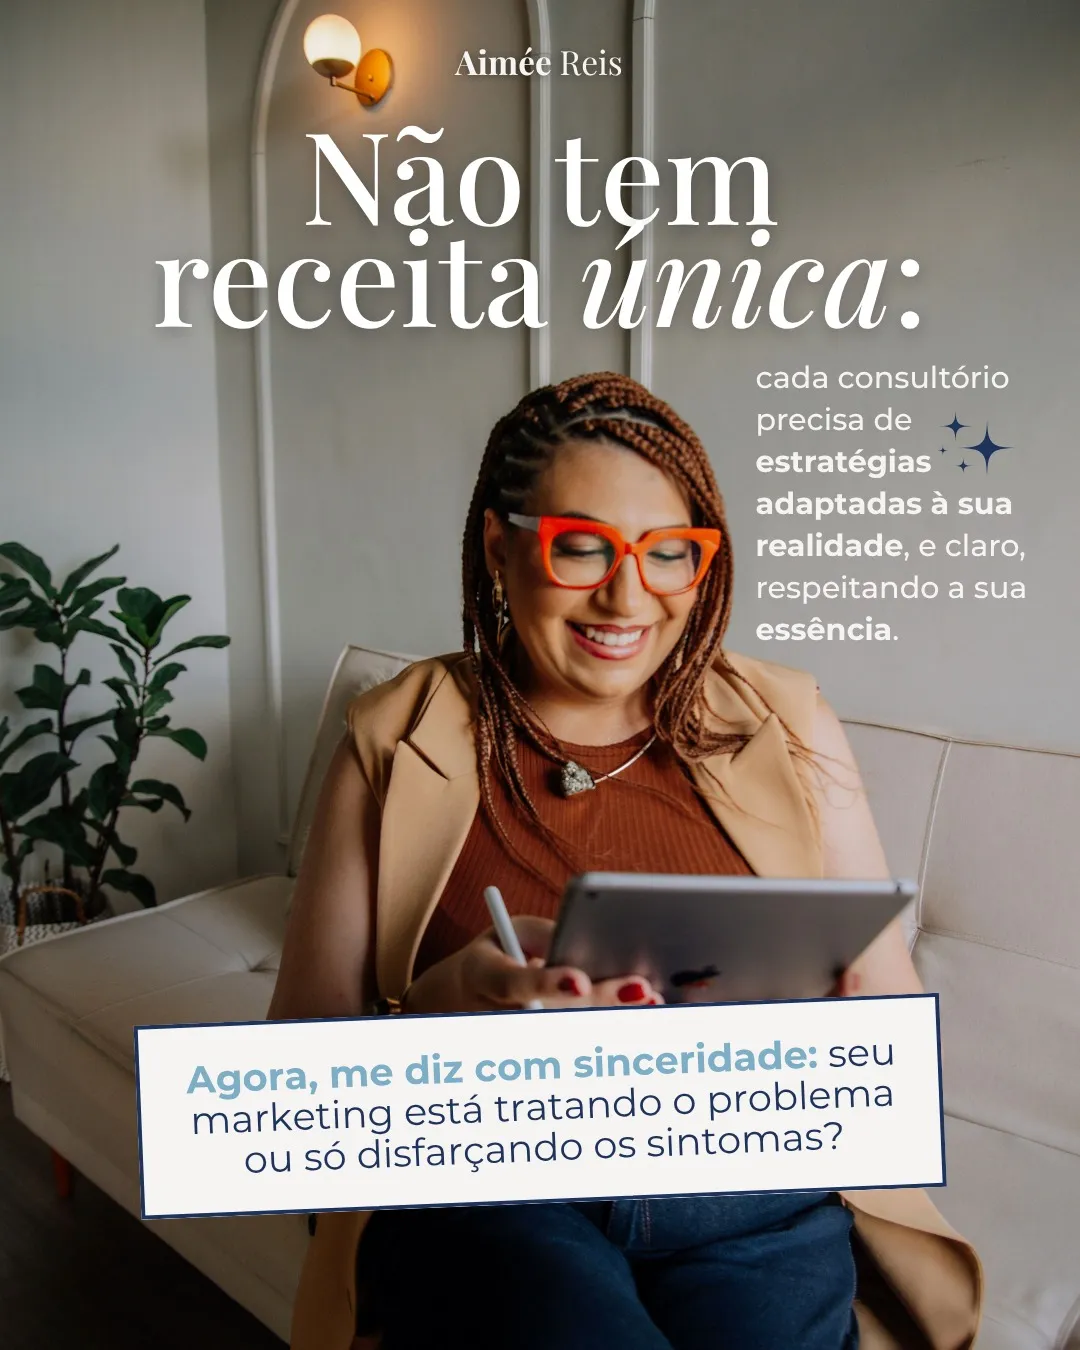 Aimée Reis
Não tem
receita única:
cada consultório
precisa de
estratégias
adaptadas à sua
realidade, e claro,
respeitando a sua
essência.
Agora, me diz com sinceridade: seu
marketing está tratando o problema
ou só disfarçando os sintomas?